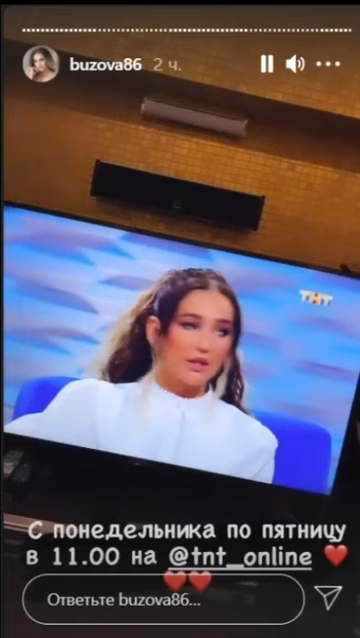 buzova86 2 ч.
ТНТ
С понедельника по пятницу
в 11.00 на @tnt_online
Ответьте buzova86...